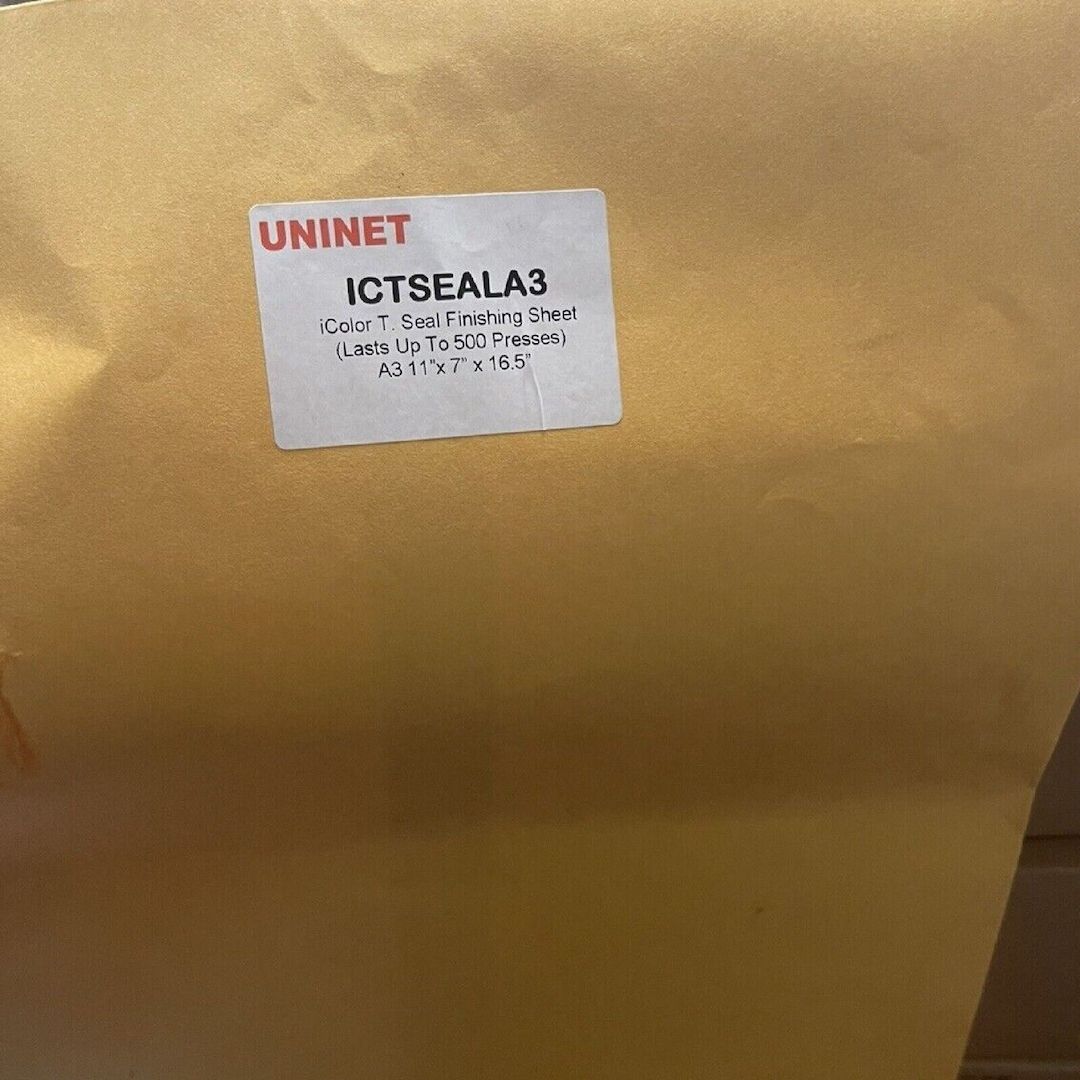 UNINET
ICTSEALA3
iColor T. Seal Finishing Sheet
(Lasts Up To 500 Presses)
A3 11"x 7" x 16.5"